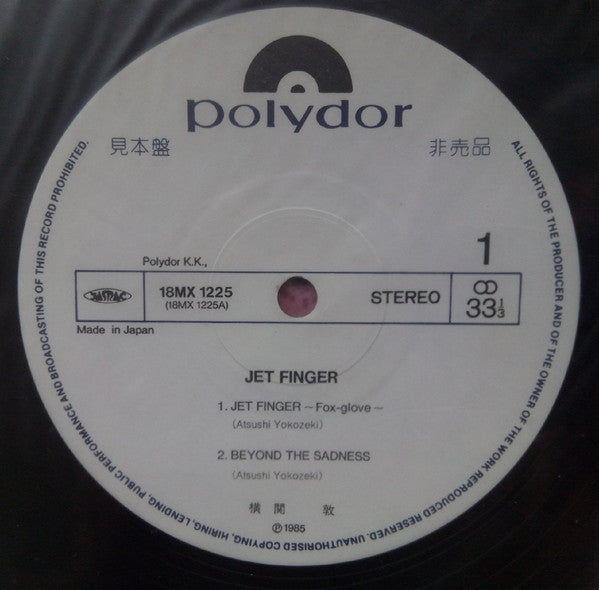 polydor
見本盤
非売品
1
Polydor K.K.,
JASRAC
18MX 1225
(18MX 1225A)
STEREO
33 1/3
Made in Japan
JET FINGER
1. JET FINGER ~ Fox-glove ~
(Atsushi Yokozeki)
2. BEYOND THE SADNESS
(Atsushi Yokozeki)
横関 敦
Ⓟ1985
ALL RIGHTS OF THE PRODUCER AND OF THE OWNER OF THE WORK REPRODUCED RESERVED. UNAUTHORISED COPYING, HIRING, LENDING, PUBLIC PERFORMANCE AND BROADCASTING OF THIS RECORD PROHIBITED.